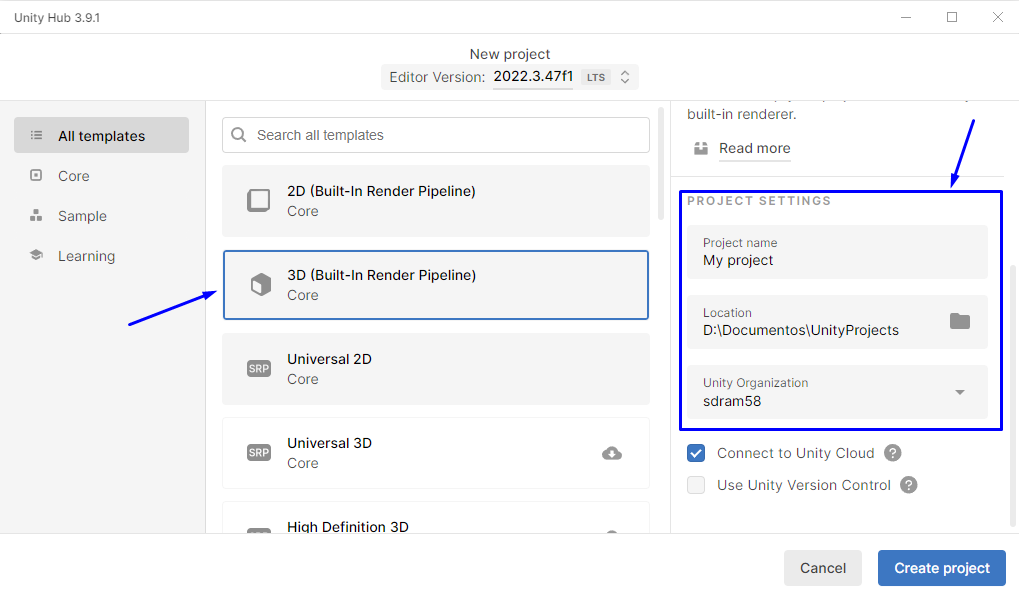 Unity Hub 3.9.1
New project
Editor Version: 2022.3.47f1 LTS
All templates
Core
Sample
Learning
Search all templates
2D (Built-In Render Pipeline)
Core
3D (Built-In Render Pipeline)
Core
SRP
Universal 2D
Core
SRP
Universal 3D
Core
High Definition 3D
built-in renderer.
Read more
PROJECT SETTINGS
Project name
My project
Location
D:\Documentos\UnityProjects
Unity Organization
sdram58
Connect to Unity Cloud ?
Use Unity Version Control ?
Cancel
Create project